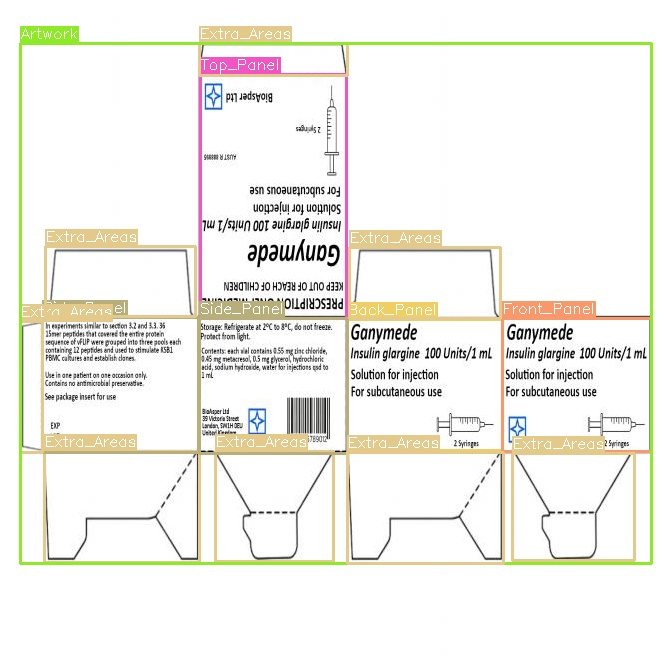 Artwork
Extra_Areas
Top_Panel
BioAsper Ltd
2 Syringes
AUST R 888995
For subcutaneous use
Solution for injection
Insulin glargine 100 Units/1 mL
Ganymede
KEEP OUT OF REACH OF CHILDREN
PRESCRIPTION ONLY MEDICINE
Extra_Areas
Extra_Areas
Extra_Areas
Panel
Side_Panel
Back_Panel
Front_Panel
In experiments similar to section 3.2 and 3.3. 36
15mer peptides that covered the entire protein
sequence of vFLIP were grouped into three pools each
containing 12 peptides and used to stimulate KSB1
PBMC cultures and establish clones.
Use in one patient on one occasion only.
Contains no antimicrobial preservative.
See package insert for use
EXP
Storage: Refrigerate at 2°C to 8°C, do not freeze.
Protect from light.
Contents: each vial contains 0.55 mg zinc chloride,
0.45 metacresol, 0.5 mg glycerol, hydrochloric
acid, sodium hydroxide, water for injections qsd to
1 mL
BioAsper Ltd
39 Victoria Street
London, SW1H 0EU
United Kingdom
789012
Ganymede
Insulin glargine 100 Units/1 mL
Solution for injection
For subcutaneous use
2 Syringes
Ganymede
Insulin glargine 100 Units/1 mL
Solution for injection
For subcutaneous use
2 Syringes
Extra_Areas
Extra_Areas
Extra_Areas
Extra_Areas